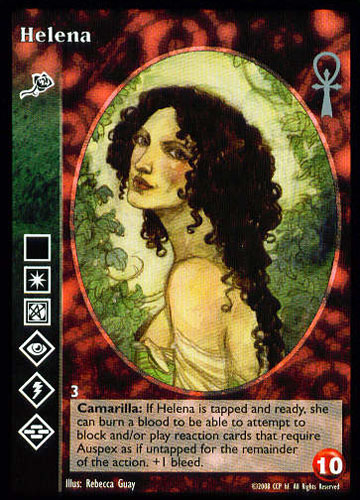 Helena
3
Camarilla: If Helena is tapped and ready, she
can burn a blood to be able to attempt to
block and/or play reaction cards that require
Auspex as if untapped for the remainder
of the action. +1 bleed.
10
Illus: Rebecca Guay
©2008 CCP hf. All Rights Reserved